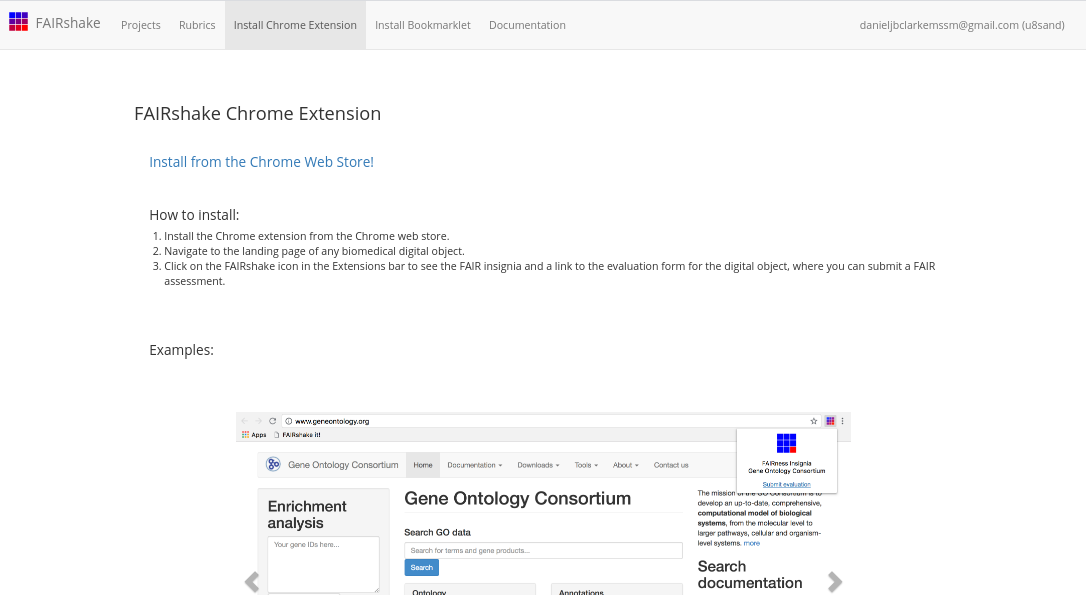 FAIRshake
Projects
Rubrics
Install Chrome Extension
Install Bookmarklet
Documentation
danieljbclarkemssm@gmail.com (u8sand)
FAIRshake Chrome Extension
Install from the Chrome Web Store!
How to install:
1. Install the Chrome extension from the Chrome web store.
2. Navigate to the landing page of any biomedical digital object.
3. Click on the FAIRshake icon in the Extensions bar to see the FAIR insignia and a link to the evaluation form for the digital object, where you can submit a FAIR
assessment.
Examples:
www.geneontology.org
Apps
FAIRshake it!
FAIRness Insignia
Gene Ontology Consortium
Submit evaluation
Gene Ontology Consortium
Home
Documentation
Downloads
Tools
About
Contact us
Enrichment
analysis
Your gene IDs here...
Gene Ontology Consortium
Search GO data
Search for terms and gene products...
Search
Ontology
Annotations
The mission of the GO Consortium is to
develop an up-to-date, comprehensive,
computational model of biological
systems, from the molecular level to
larger pathways, cellular and organism-
level systems. more
Search
documentation